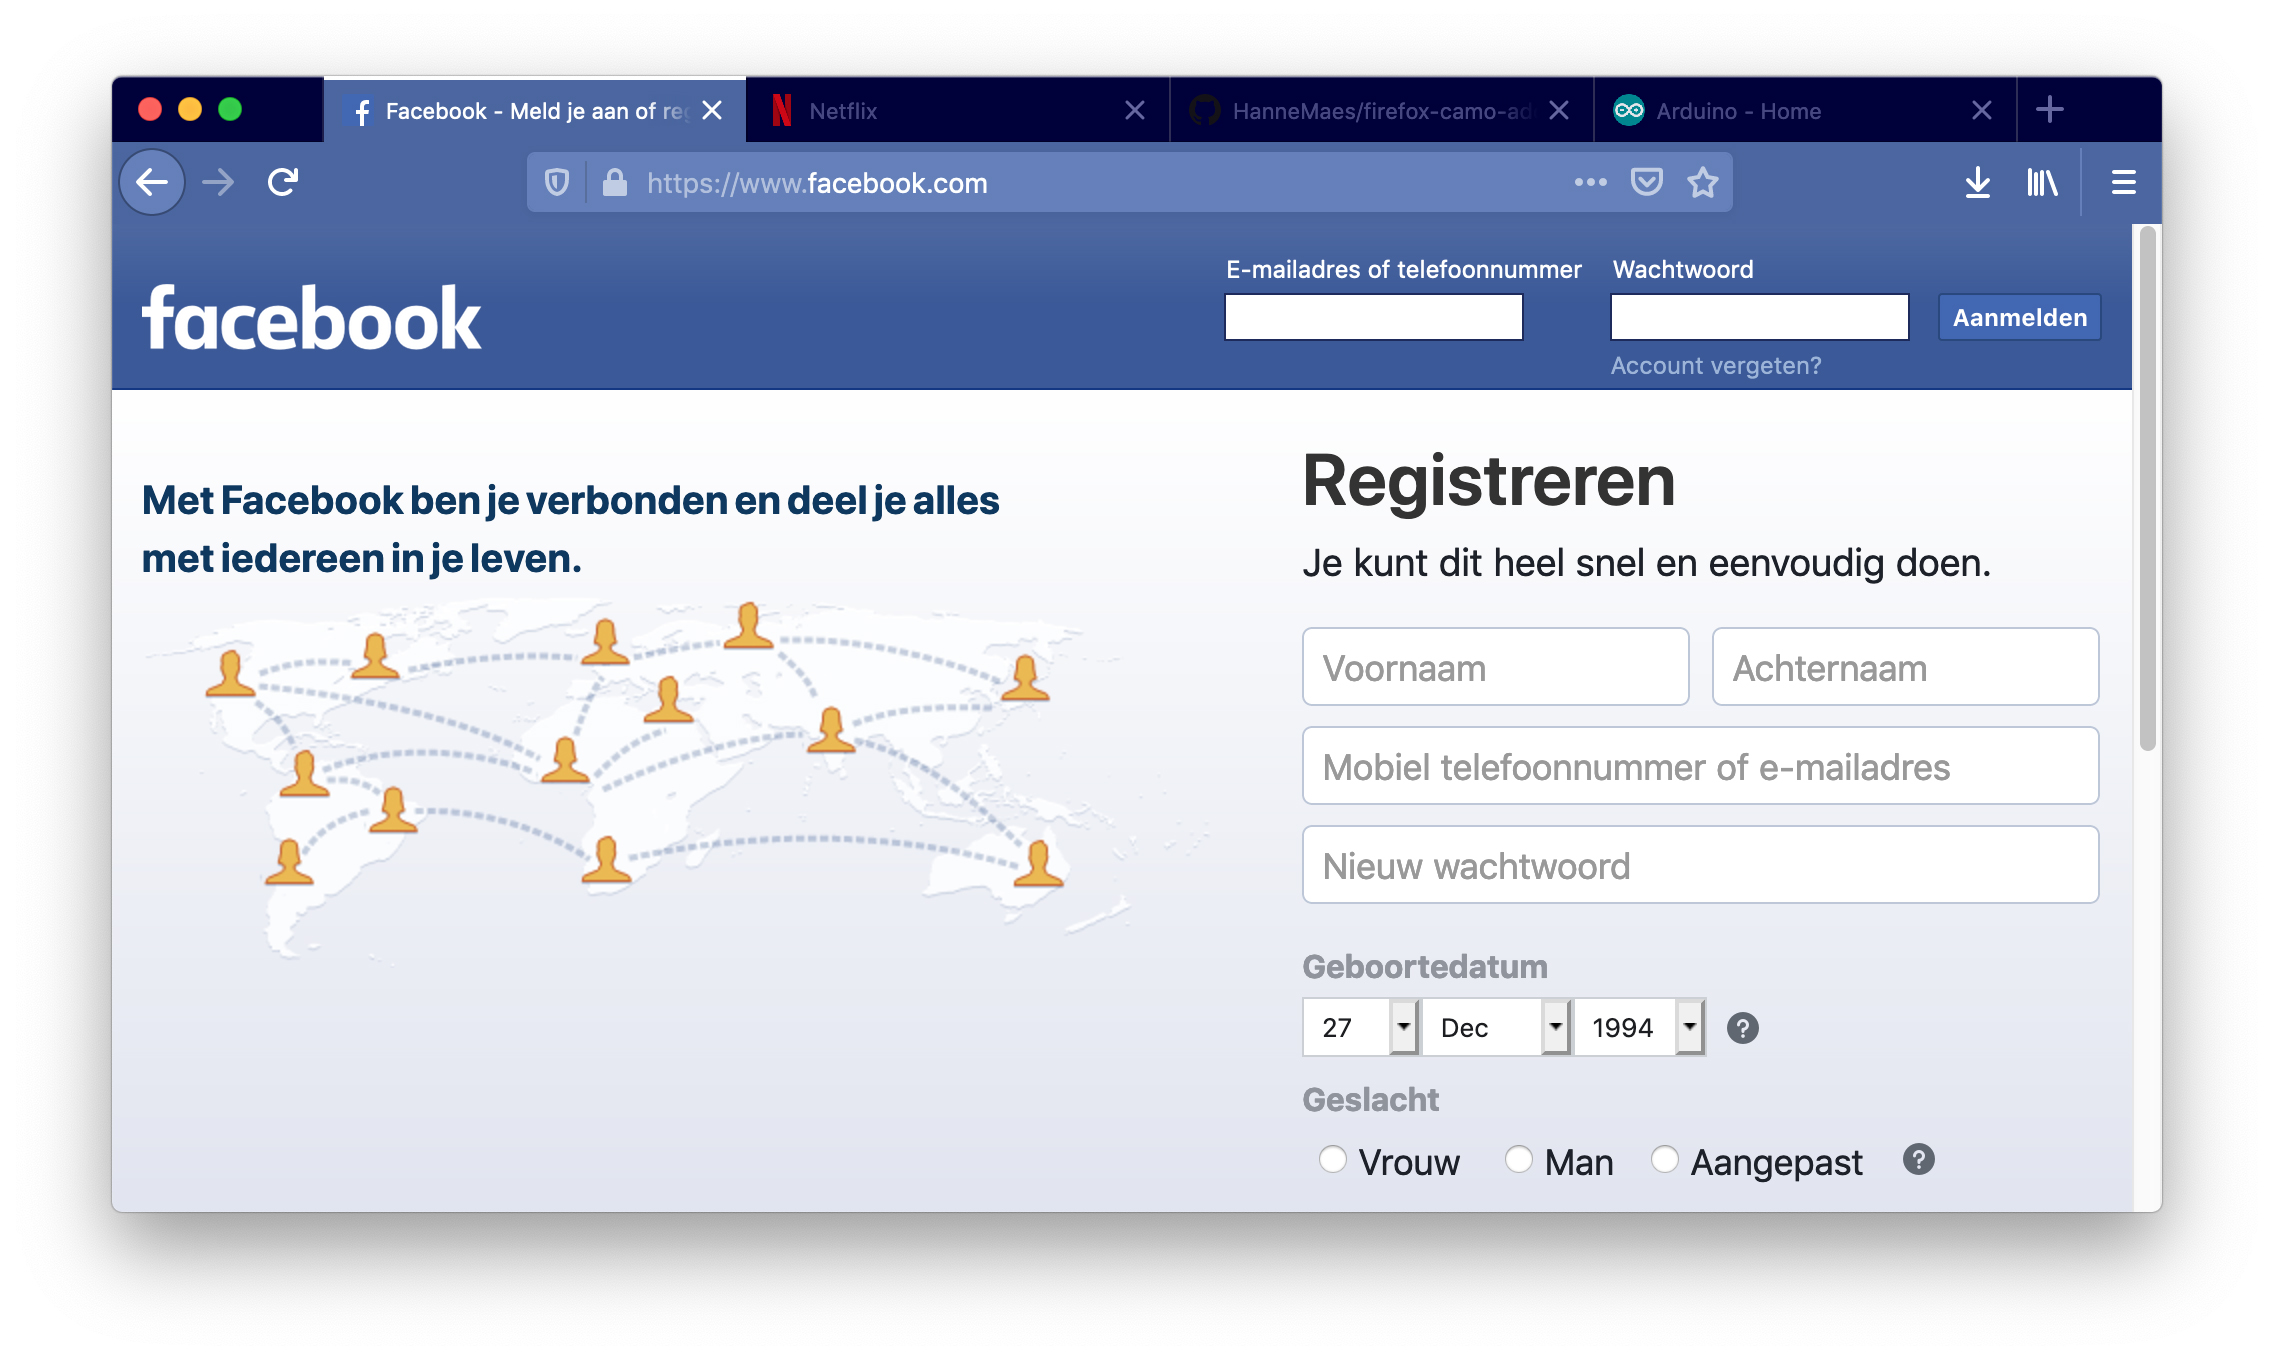 Facebook - Meld je aan of reg
Netflix
HanneMaes/firefox-camo-ad
Arduino - Home
https://www.facebook.com
facebook
E-mailadres of telefoonnummer
Wachtwoord
Aanmelden
Account vergeten?
Met Facebook ben je verbonden en deel je alles
met iedereen in je leven.
Registreren
Je kunt dit heel snel en eenvoudig doen.
Voornaam
Achternaam
Mobiel telefoonnummer of e-mailadres
Nieuw wachtwoord
Geboortedatum
27 Dec 1994 ?
Geslacht
Vrouw Man Aangepast ?